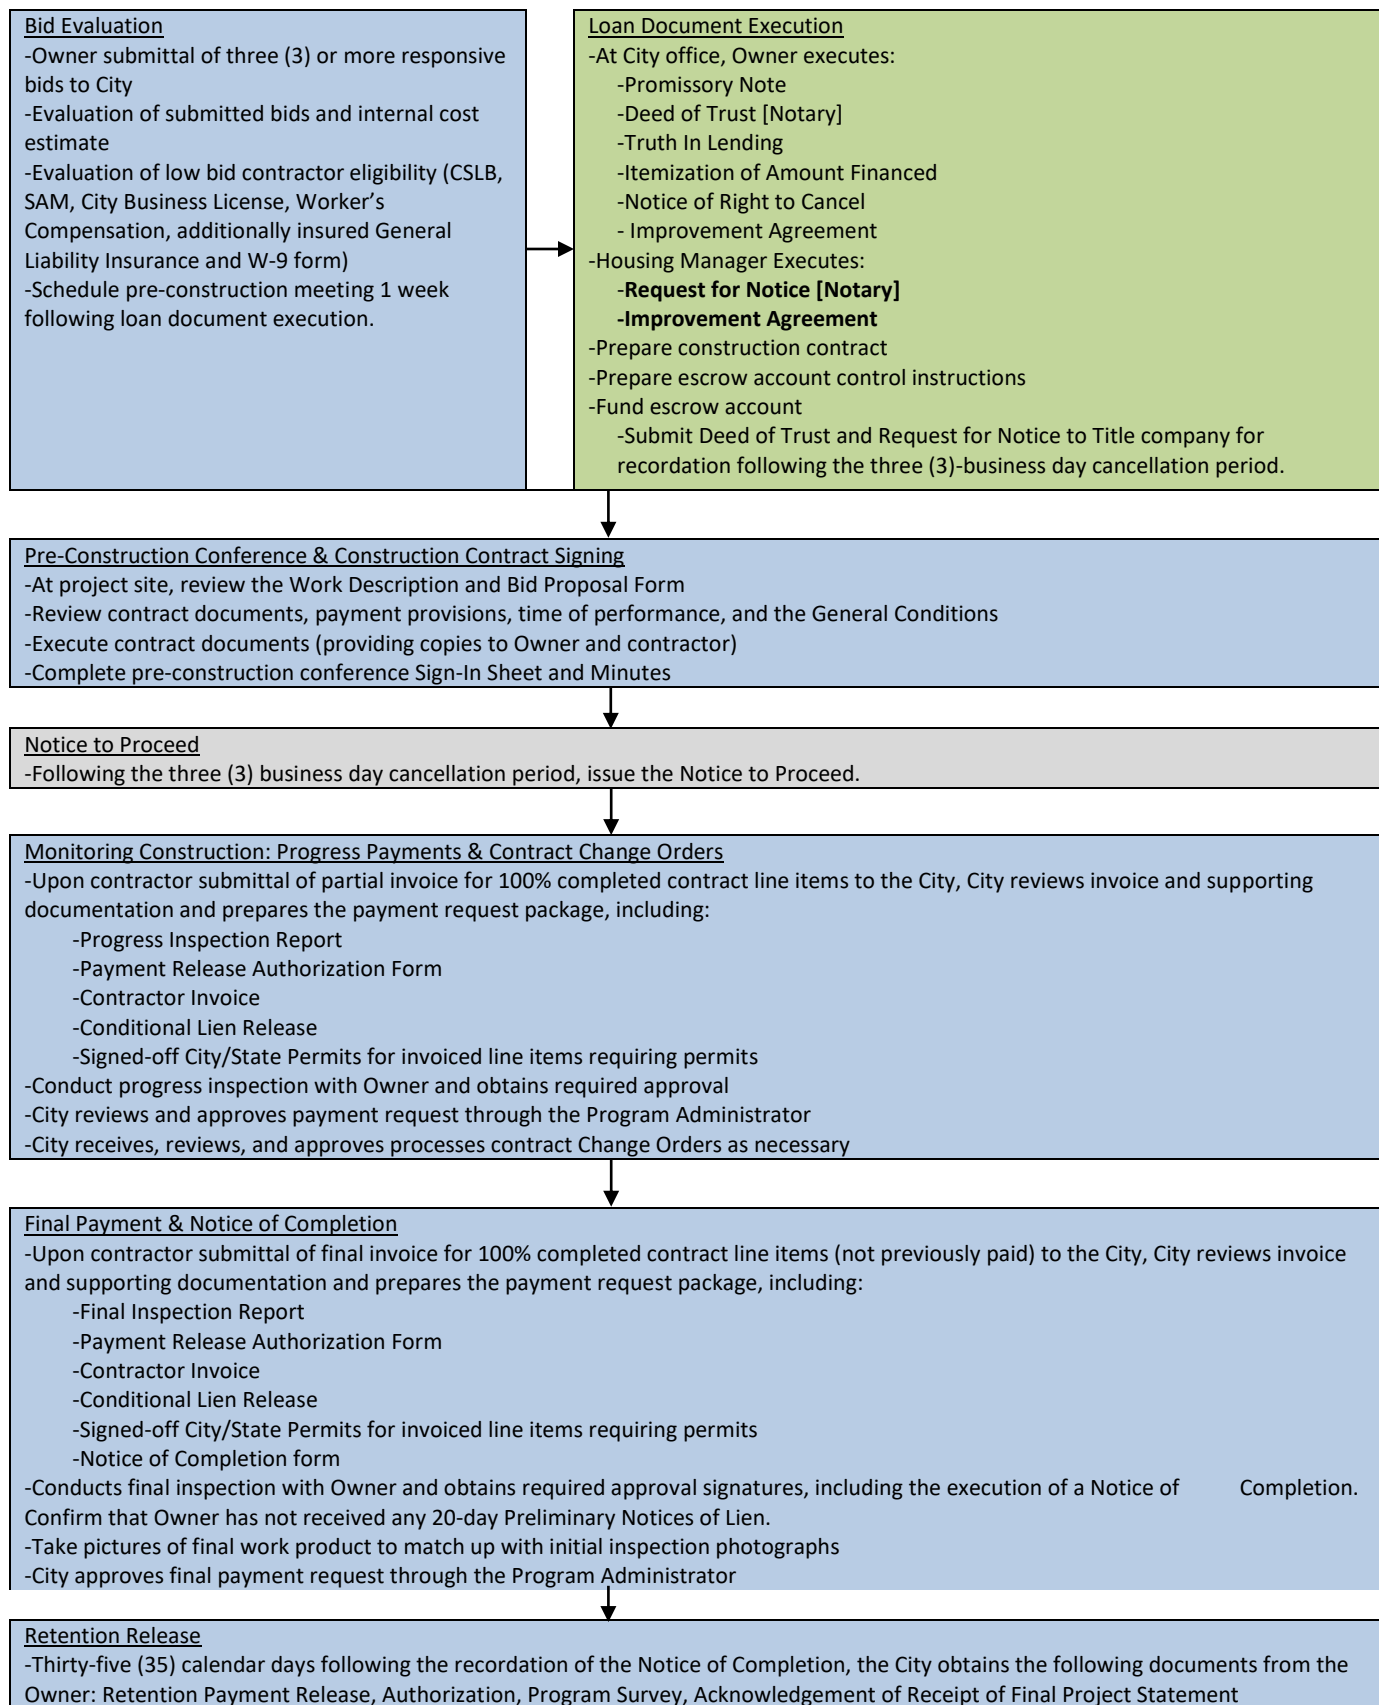 Bid Evaluation
-Owner submittal of three (3) or more responsive
bids to City
-Evaluation of submitted bids and internal cost
estimate
-Evaluation of low bid contractor eligibility (CSLB,
SAM, City Business License, Worker’s
Compensation, additionally insured General
Liability Insurance and W-9 form)
-Schedule pre-construction meeting 1 week
following loan document execution.
Loan Document Execution
-At City office, Owner executes:
-Promissory Note
-Deed of Trust [Notary]
-Truth In Lending
-Itemization of Amount Financed
-Notice of Right to Cancel
- Improvement Agreement
-Housing Manager Executes:
-Request for Notice [Notary]
-Improvement Agreement
-Prepare construction contract
-Prepare escrow account control instructions
-Fund escrow account
-Submit Deed of Trust and Request for Notice to Title company for
recordation following the three (3)-business day cancellation period.
Pre-Construction Conference & Construction Contract Signing
-At project site, review the Work Description and Bid Proposal Form
-Review contract documents, payment provisions, time of performance, and the General Conditions
-Execute contract documents (providing copies to Owner and contractor)
-Complete pre-construction conference Sign-In Sheet and Minutes
Notice to Proceed
-Following the three (3) business day cancellation period, issue the Notice to Proceed.
Monitoring Construction: Progress Payments & Contract Change Orders
-Upon contractor submittal of partial invoice for 100% completed contract line items to the City, City reviews invoice and supporting
documentation and prepares the payment request package, including:
-Progress Inspection Report
-Payment Release Authorization Form
-Contractor Invoice
-Conditional Lien Release
-Signed-off City/State Permits for invoiced line items requiring permits
-Conduct progress inspection with Owner and obtains required approval
-City reviews and approves payment request through the Program Administrator
-City receives, reviews, and approves processes contract Change Orders as necessary
Final Payment & Notice of Completion
-Upon contractor submittal of final invoice for 100% completed contract line items (not previously paid) to the City, City reviews invoice
and supporting documentation and prepares the payment request package, including:
-Final Inspection Report
-Payment Release Authorization Form
-Contractor Invoice
-Conditional Lien Release
-Signed-off City/State Permits for invoiced line items requiring permits
-Notice of Completion form
-Conducts final inspection with Owner and obtains required approval signatures, including the execution of a Notice of Completion.
Confirm that Owner has not received any 20-day Preliminary Notices of Lien.
-Take pictures of final work product to match up with initial inspection photographs
-City approves final payment request through the Program Administrator
Retention Release
-Thirty-five (35) calendar days following the recordation of the Notice of Completion, the City obtains the following documents from the
Owner: Retention Payment Release, Authorization, Program Survey, Acknowledgement of Receipt of Final Project Statement